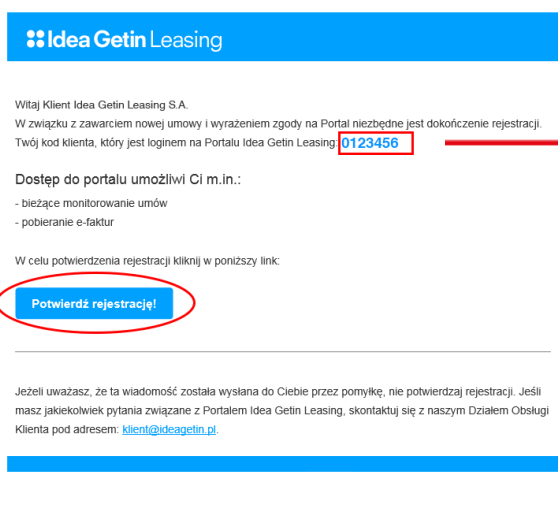 Idea Getin Leasing
Witaj Klient Idea Getin Leasing S.A.
W związku z zawarciem nowej umowy i wyrażeniem zgody na Portal niezbędne jest dokończenie rejestracji.
Twój kod klienta, który jest loginem na Portalu Idea Getin Leasing: 0123456
Dostęp do portalu umożliwi Ci m.in.:
- bieżące monitorowanie umów
- pobieranie e-faktur
W celu potwierdzenia rejestracji kliknij w poniższy link:
Potwierdź rejestrację!
Jeżeli uważasz, że ta wiadomość została wysłana do Ciebie przez pomyłkę, nie potwierdzaj rejestracji. Jeśli
masz jakiekolwiek pytania związane z Portalem Idea Getin Leasing, skontaktuj się z naszym Działem Obsługi
Klienta pod adresem: klient@ideagetin.pl.